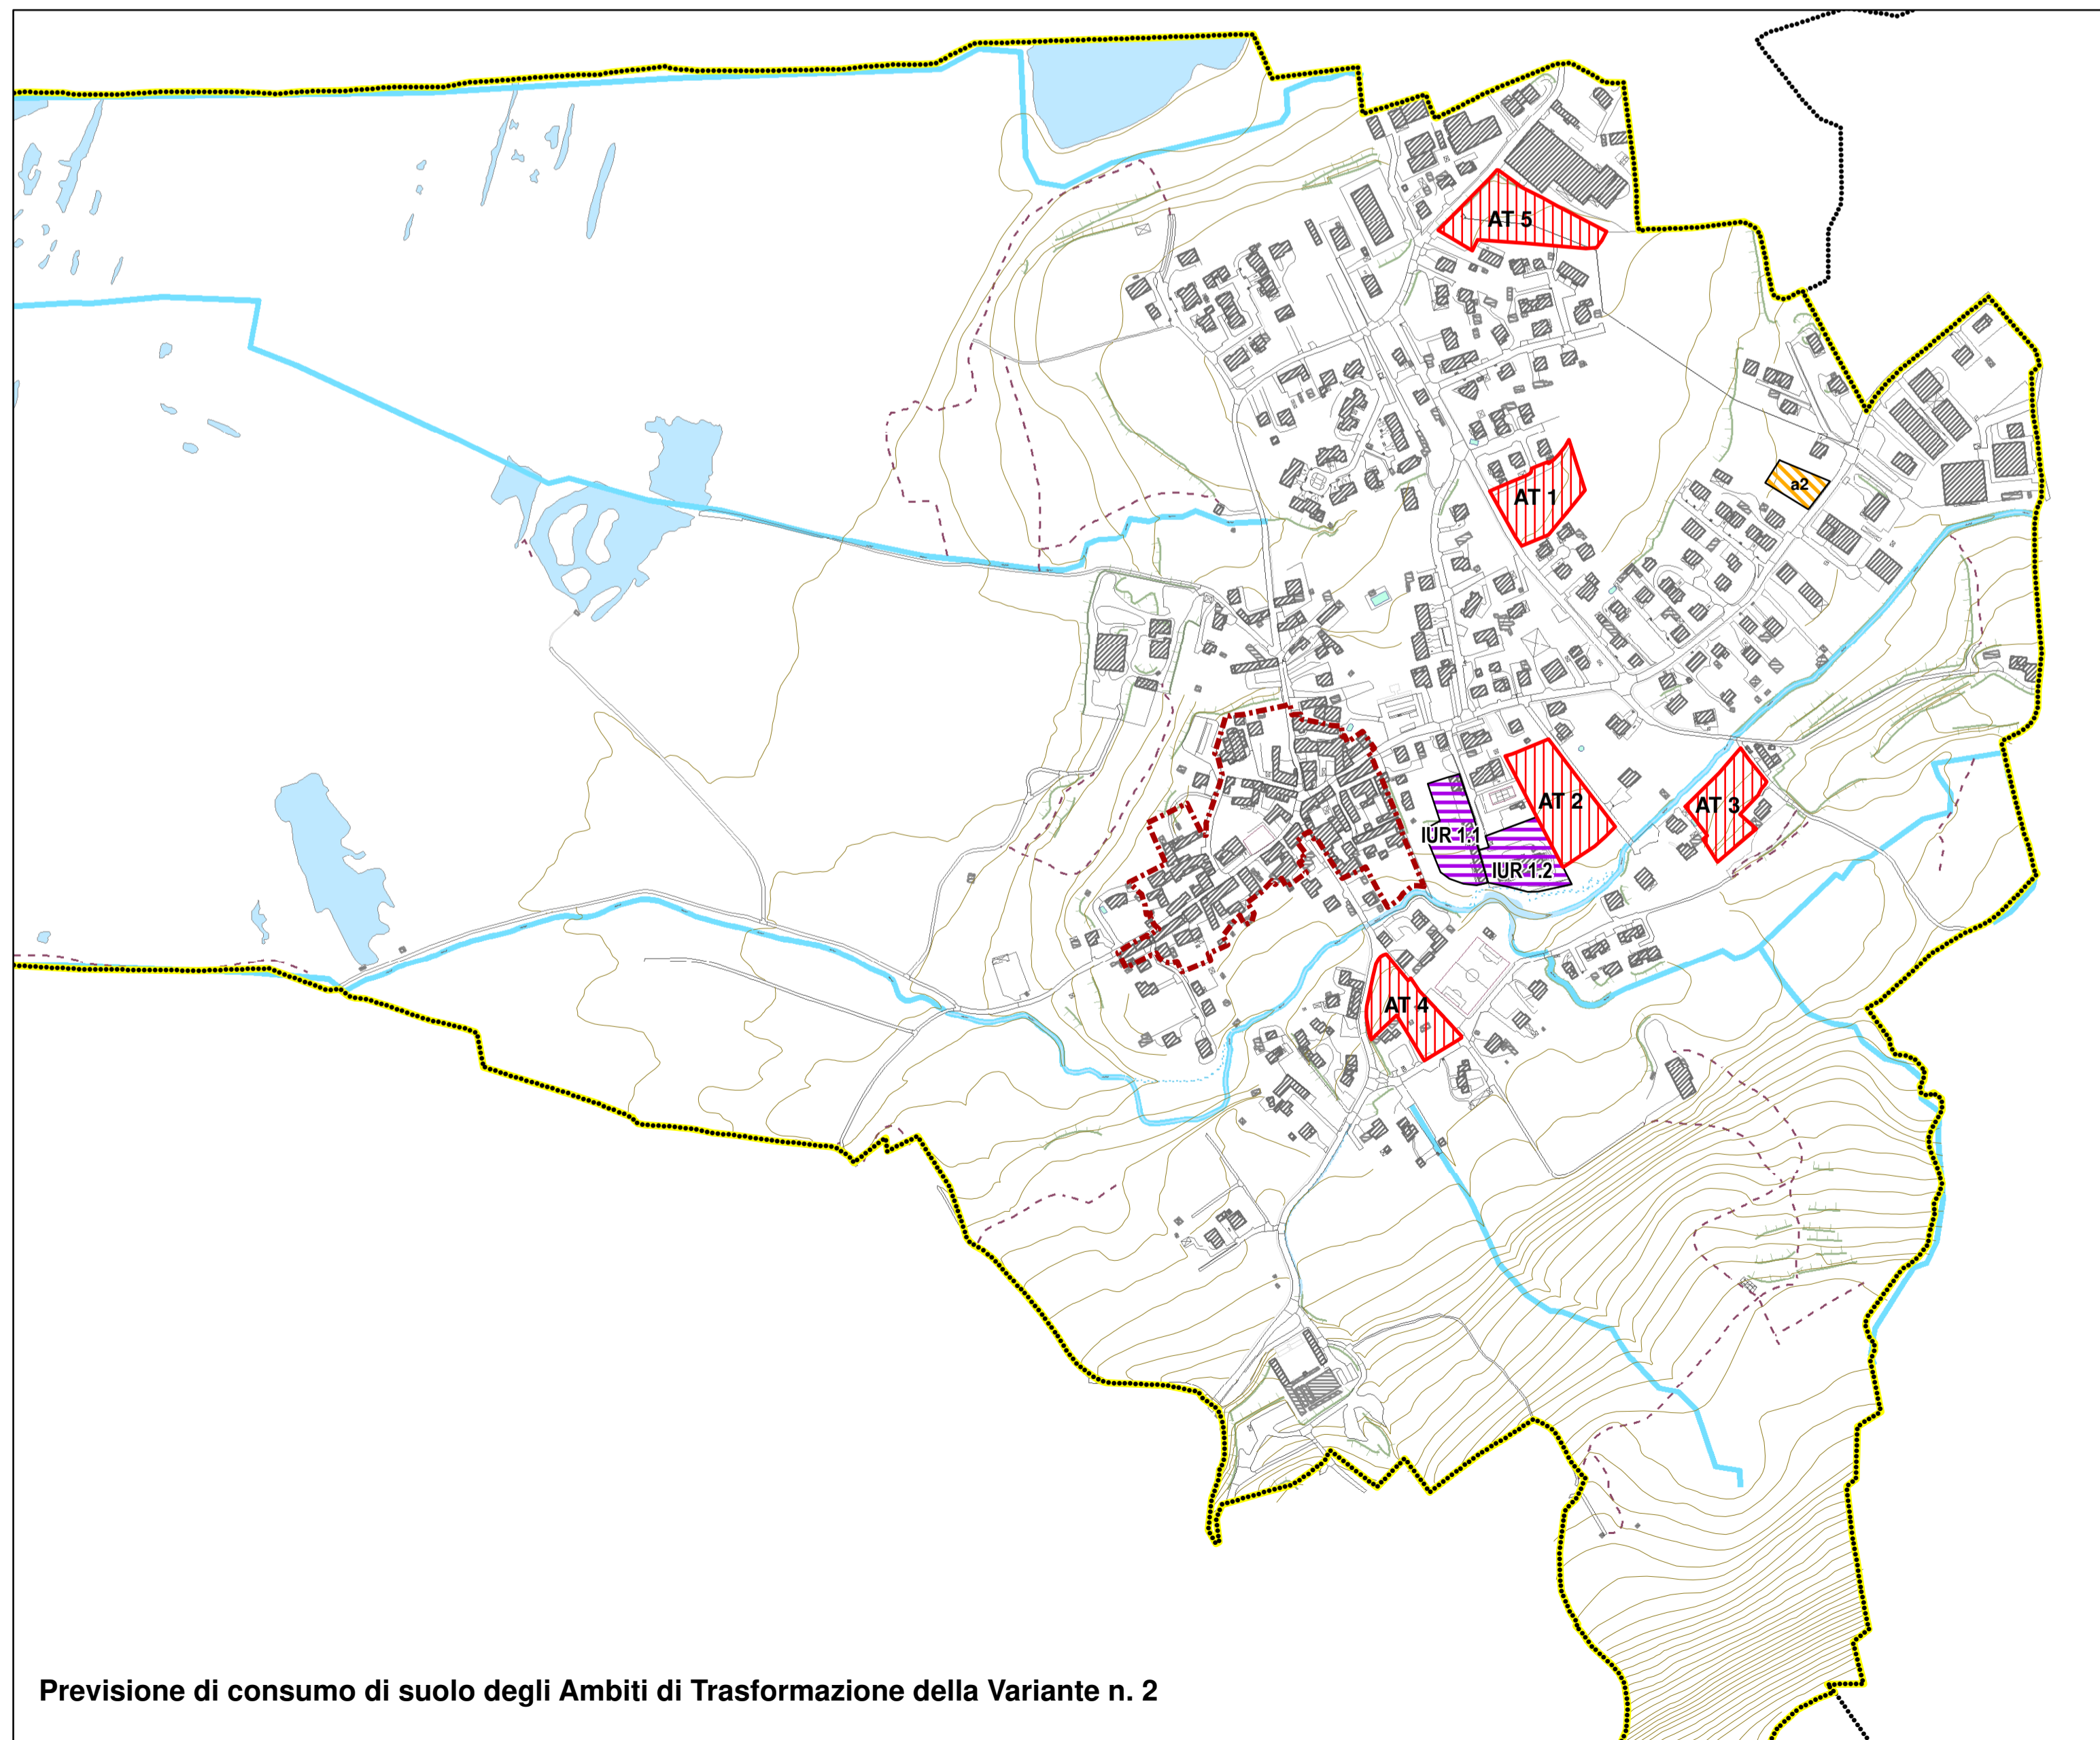 AT 5
AT 1
a2
AT 2
AT 3
IUR 1.1
IUR 1.2
AT 4
Previsione di consumo di suolo degli Ambiti di Trasformazione della Variante n. 2